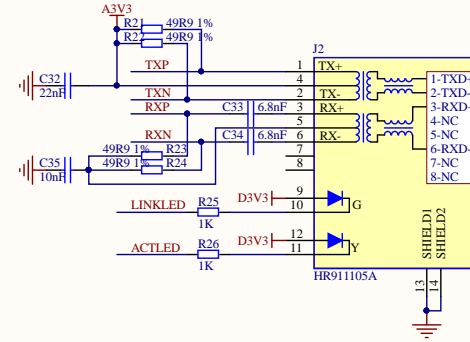 A3V3
R21 49R9 1%
R22 49R9 1%
J2
TXP 1 TX+
C32 4 1-TXD+
22nF TXN 2 TX- 2-TXD-
RXP C33 6.8nF 3 RX+ 3-RXD+
5 4-NC
RXN C34 6.8nF 6 RX- 5-NC
C35 49R9 1% R23 7 6-RXD-
10nF 49R9 1% R24 8 7-NC
8-NC
D3V3 9
LINKLED R25 10 G
1K
D3V3 12
ACTLED R26 11 Y
1K
SHIELD1
SHIELD2
HR911105A
13
14